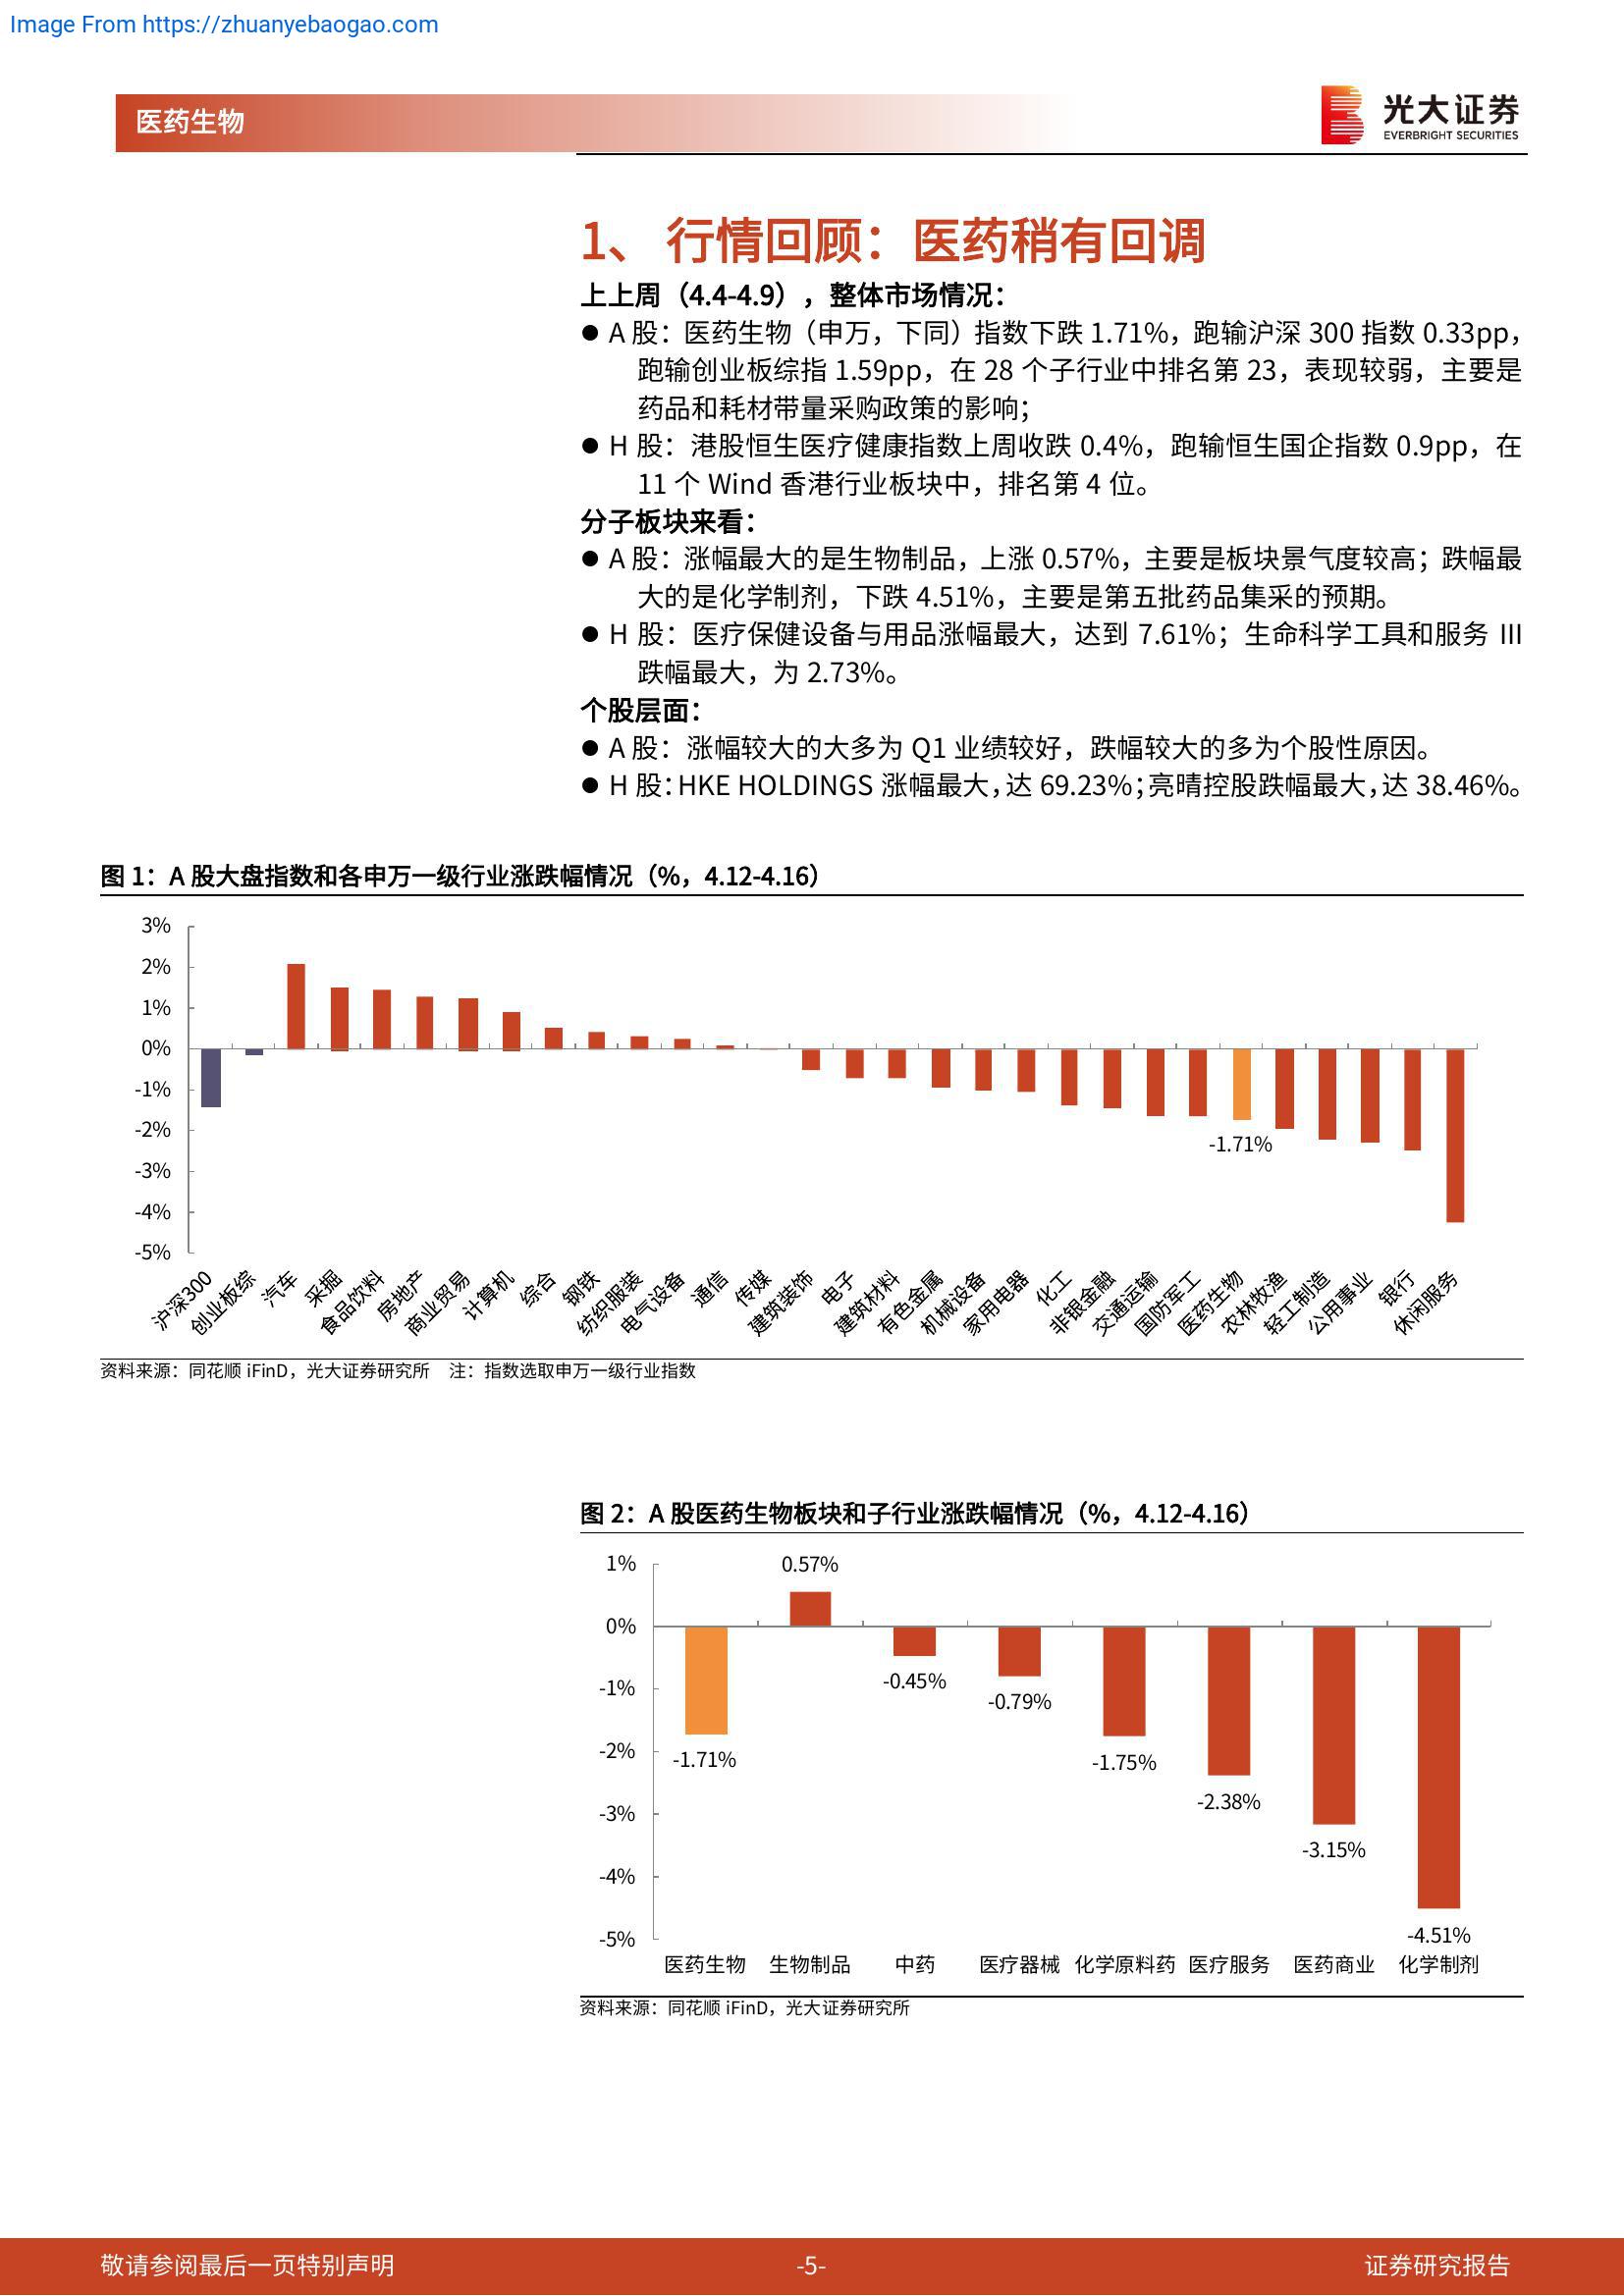 Image From https://zhuanyebaogao.com
医药生物
光大证券
EVERBRIGHT SECURITIES
1、 行情回顾：医药稍有回调
上上周（4.4-4.9），整体市场情况：
● A 股：医药生物（申万，下同）指数下跌 1.71%，跑输沪深 300 指数 0.33pp，
跑输创业板综指 1.59pp，在 28 个子行业中排名第 23，表现较弱，主要是
药品和耗材带量采购政策的影响；
● H 股：港股恒生医疗健康指数上周收跌 0.4%，跑输恒生国企指数 0.9pp，在
11 个 Wind 香港行业板块中，排名第 4 位。
分子板块来看：
● A 股：涨幅最大的是生物制品，上涨 0.57%，主要是板块景气度较高；跌幅最
大的是化学制剂，下跌 4.51%，主要是第五批药品集采的预期。
● H 股：医疗保健设备与用品涨幅最大，达到 7.61%；生命科学工具和服务 III
跌幅最大，为 2.73%。
个股层面：
● A 股：涨幅较大的大多为 Q1 业绩较好，跌幅较大的多为个股性原因。
● H 股：HKE HOLDINGS 涨幅最大，达 69.23%；亮晴控股跌幅最大，达 38.46%。
图 1：A 股大盘指数和各申万一级行业涨跌幅情况（%，4.12-4.16）
3%
2%
1%
0%
-1%
-2%
-3%
-4%
-5%
-1.71%
沪深300 创业板综 汽车 采掘 食品饮料 房地产 商业贸易 计算机 综合 钢铁 纺织服装 电气设备 通信 传媒 建筑装饰 电子 建筑材料 有色金属 机械设备 家用电器 化工 非银金融 交通运输 国防军工 医药生物 农林牧渔 轻工制造 公用事业 银行 休闲服务
资料来源：同花顺 iFinD，光大证券研究所 注：指数选取申万一级行业指数
图 2：A 股医药生物板块和子行业涨跌幅情况（%，4.12-4.16）
1%
0%
-1%
-2%
-3%
-4%
-5%
-1.71%
0.57%
-0.45%
-0.79%
-1.75%
-2.38%
-3.15%
-4.51%
医药生物 生物制品 中药 医疗器械 化学原料药 医疗服务 医药商业 化学制剂
资料来源：同花顺 iFinD，光大证券研究所
敬请参阅最后一页特别声明 -5- 证券研究报告